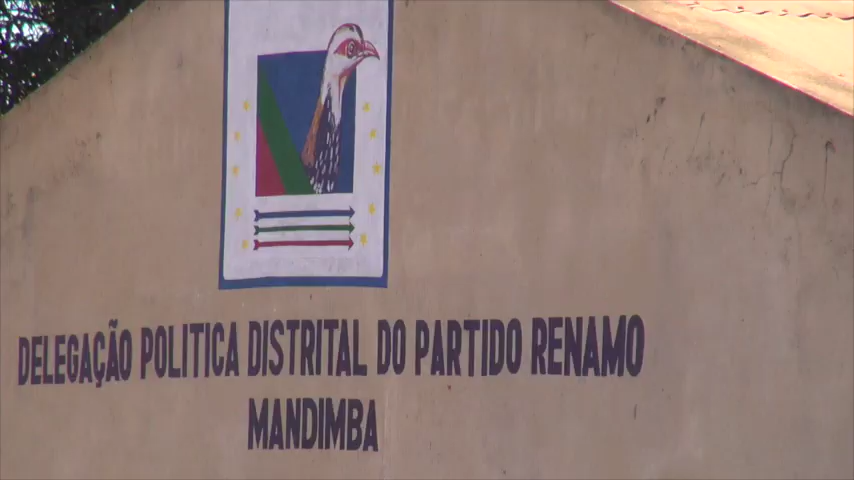 DELEGAÇÃO POLITICA DISTRITAL DO PARTIDO RENAMO
MANDIMBA